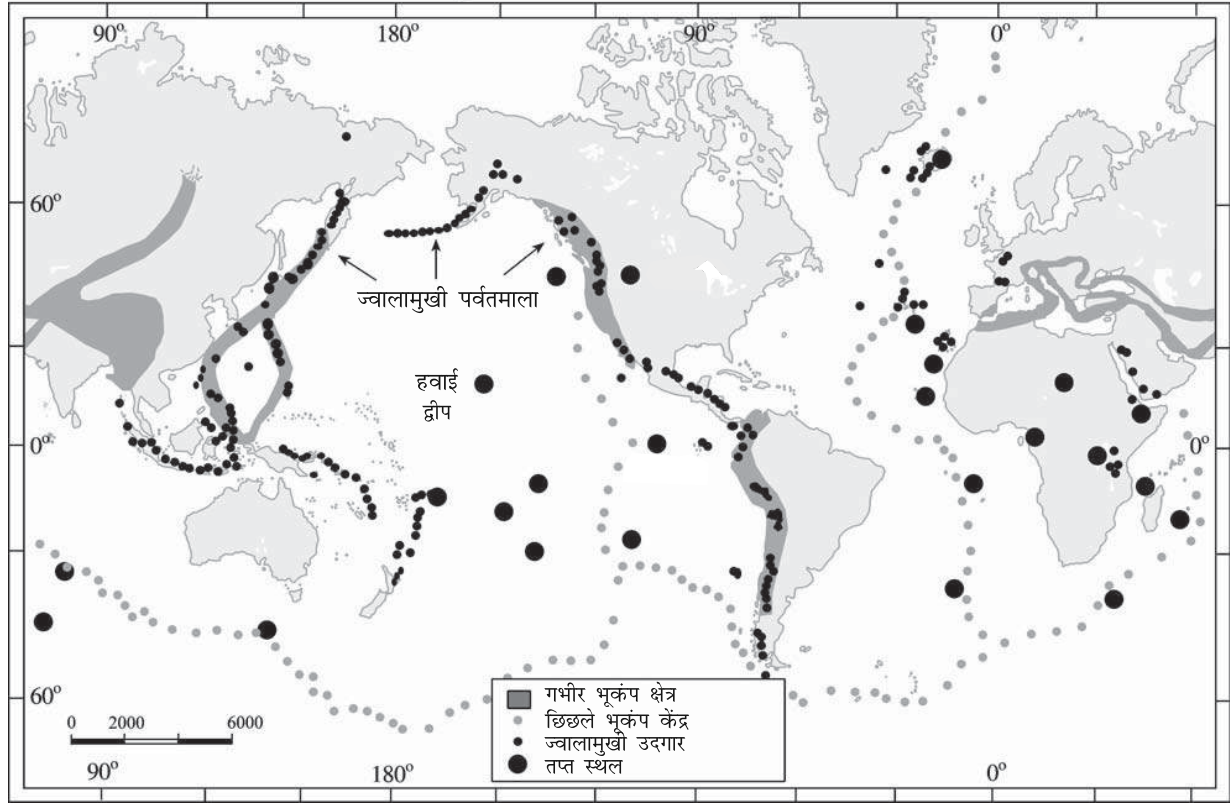 90º 180º 90º 0º
60º
ज्वालामुखी पर्वतमाला
हवाई
द्वीप
0º 0º
60º
गभीर भूकंप क्षेत्र
छिछले भूकंप केंद्र
ज्वालामुखी उदगार
तप्त स्थल
0 2000 6000
90º 180º 0º